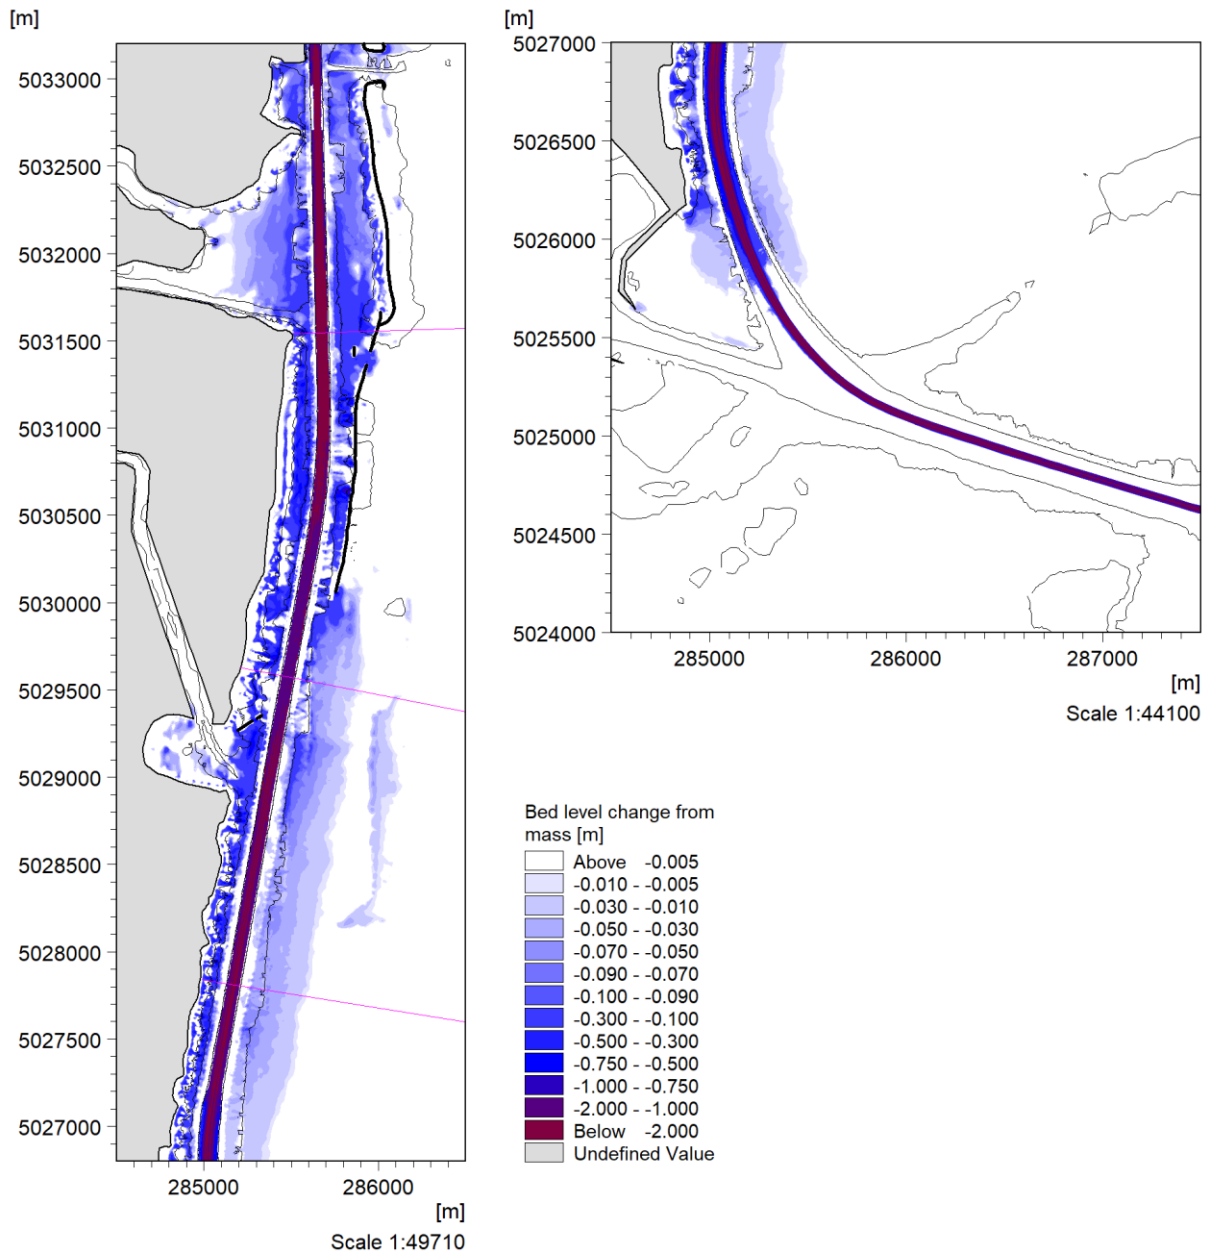 [m]
5033000
5032500
5032000
5031500
5031000
5030500
5030000
5029500
5029000
5028500
5028000
5027500
5027000
285000 286000
[m]
Scale 1:49710
[m]
5027000
5026500
5026000
5025500
5025000
5024500
5024000
285000 286000 287000
[m]
Scale 1:44100
Bed level change from
mass [m]
Above -0.005
-0.010 - -0.005
-0.030 - -0.010
-0.050 - -0.030
-0.070 - -0.050
-0.090 - -0.070
-0.100 - -0.090
-0.300 - -0.100
-0.500 - -0.300
-0.750 - -0.500
-1.000 - -0.750
-2.000 - -1.000
Below -2.000
Undefined Value